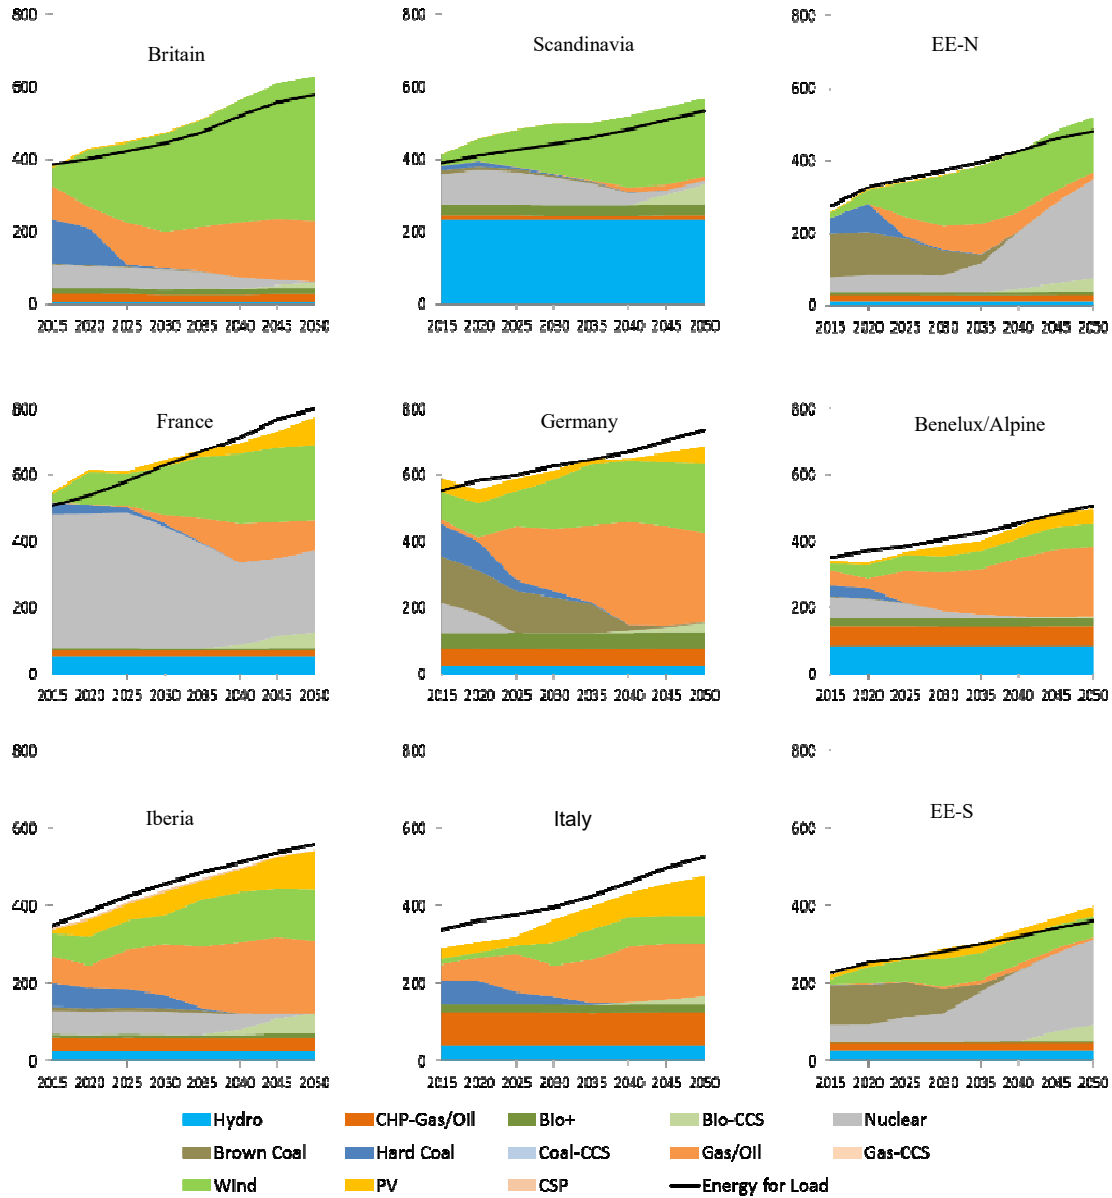 800 800 800
Britain Scandinavia EE-N
600 600 600
400 400 400
200 200 200
0 0 0
2015 2020 2025 2030 2035 2040 2045 2050 2015 2020 2025 2030 2035 2040 2045 2050 2015 2020 2025 2030 2035 2040 2045 2050
800 800 800
France Germany Benelux/Alpine
600 600 600
400 400 400
200 200 200
0 0 0
2015 2020 2025 2030 2035 2040 2045 2050 2015 2020 2025 2030 2035 2040 2045 2050 2015 2020 2025 2030 2035 2040 2045 2050
800 800 800
Iberia Italy EE-S
600 600 600
400 400 400
200 200 200
0 0 0
2015 2020 2025 2030 2035 2040 2045 2050 2015 2020 2025 2030 2035 2040 2045 2050 2015 2020 2025 2030 2035 2040 2045 2050
Hydro CHP-Gas/Oil Bio+ Bio-CCS Nuclear
Brown Coal Hard Coal Coal-CCS Gas/Oil Gas-CCS
Wind PV CSP Energy for Load